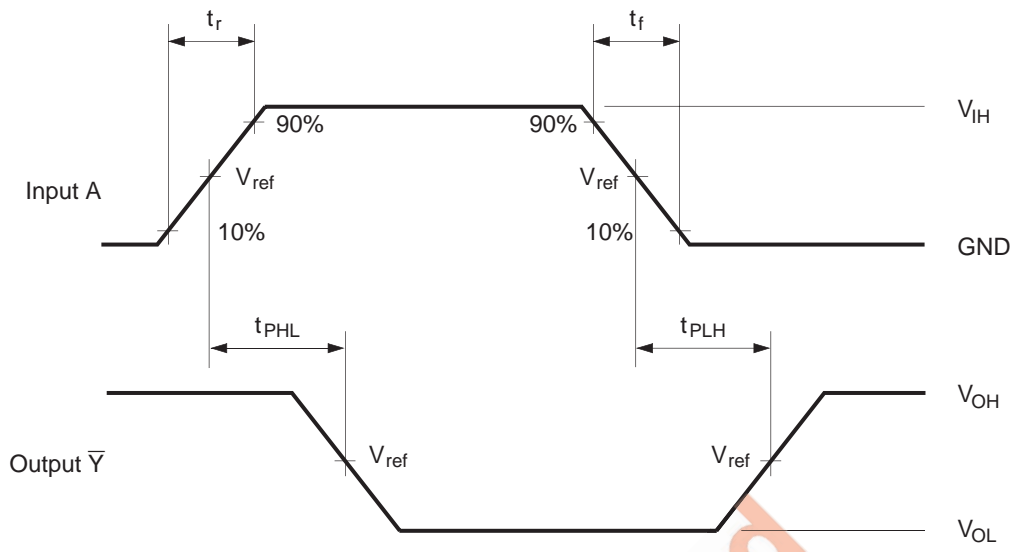 tr tf
90% 90% VIH
Input A Vref Vref
10% 10% GND
tPHL tPLH
VOH
Output Y̅ Vref Vref
VOL